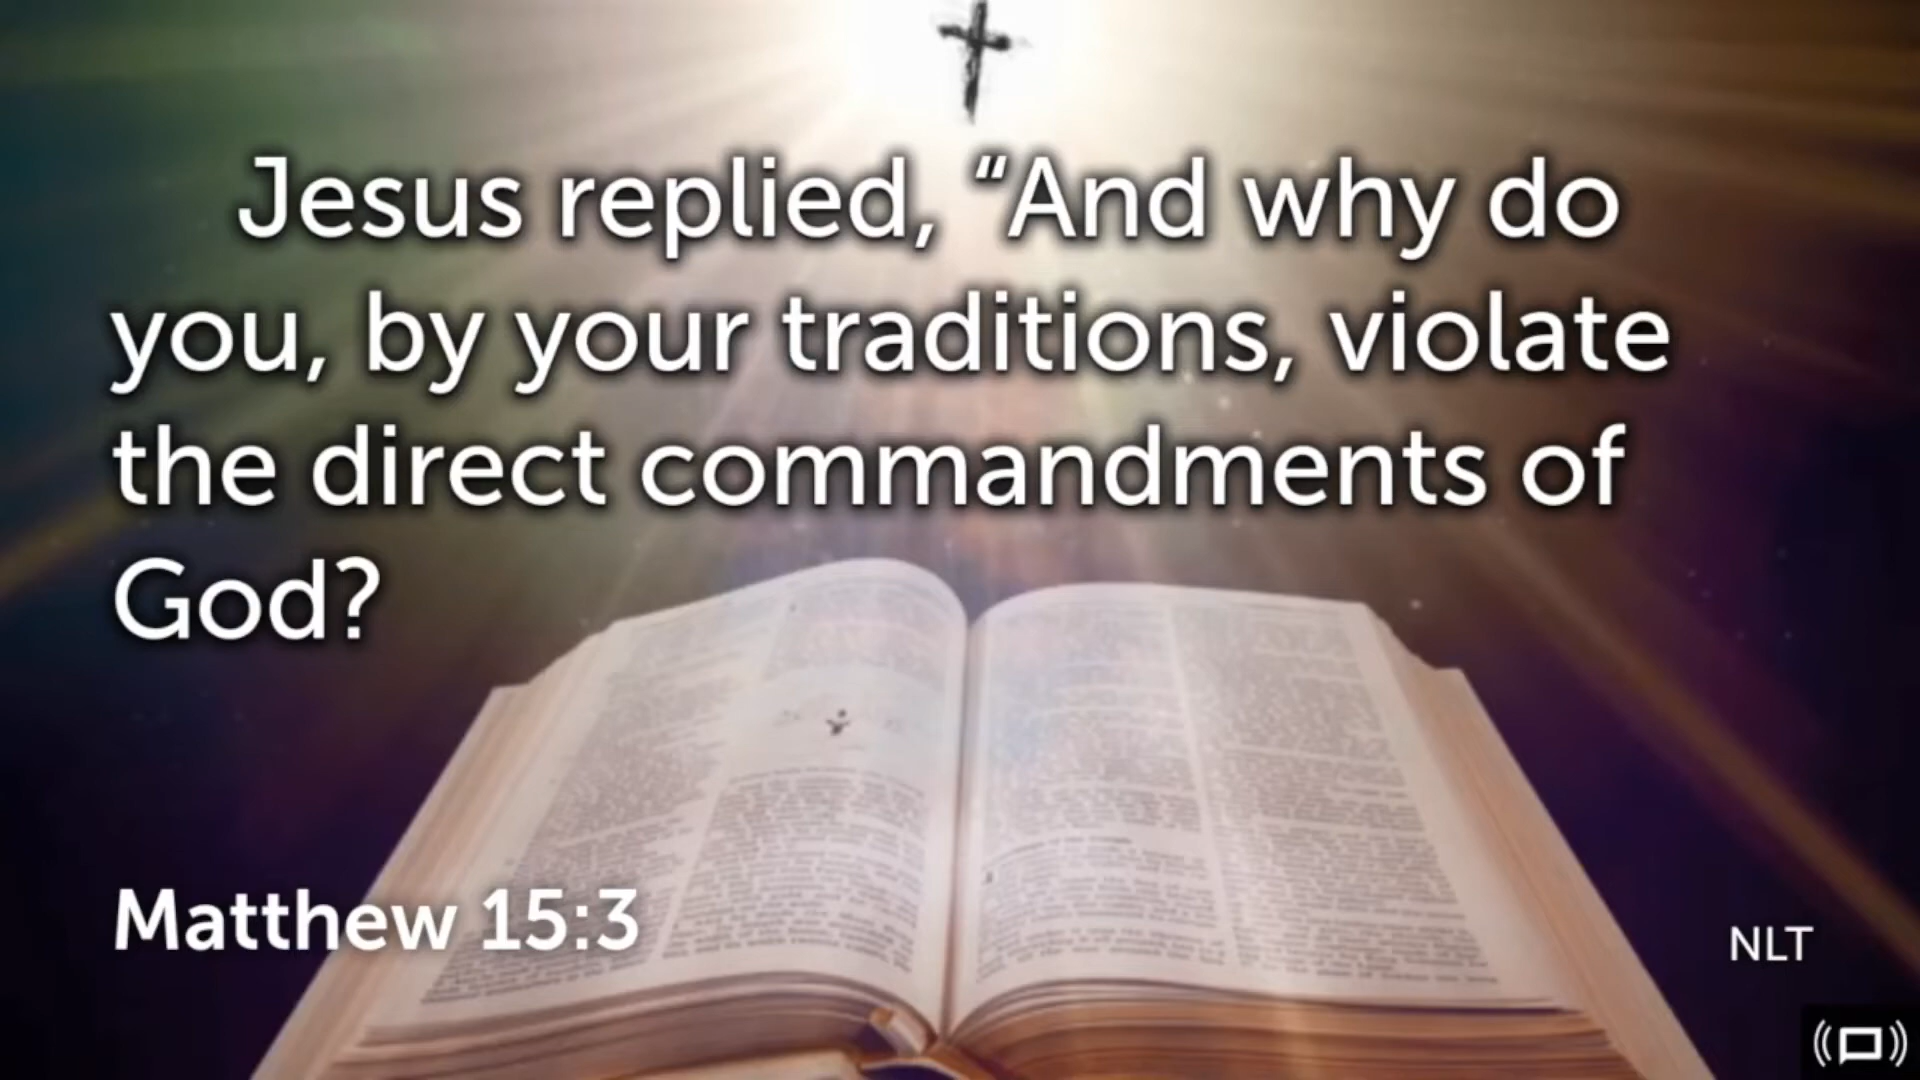 Jesus replied, “And why do
you, by your traditions, violate
the direct commandments of
God?
Matthew 15:3
NLT